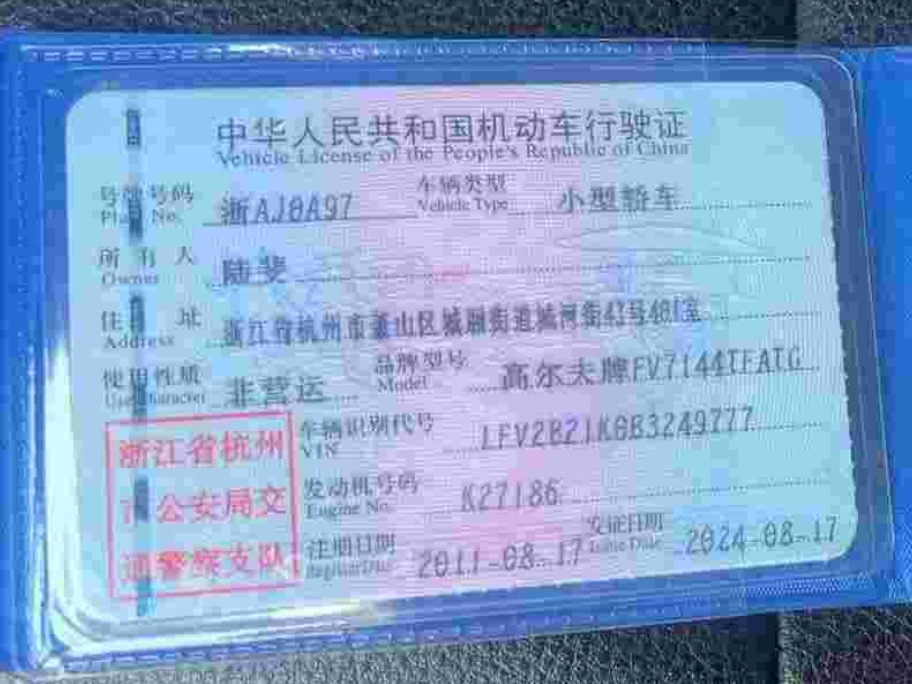 中华人民共和国机动车行驶证
Vehicle License of the People's Republic of China
号牌号码 浙AJ0A97 车辆类型 小型轿车
Plate No. Vehicle Type
所有人 陆斐
Owner
住址 浙江省杭州市萧山区城厢街道城河街41号401室
Address
使用性质 非营运 品牌型号 高尔夫牌FV7144TFATG
Use Character Model
浙江省杭州 车辆识别代号 LFV2B21K6B3249777
VIN
市公安局交 发动机号码 K27186
Engine No.
通警察支队 注册日期 2011-08-17 发证日期 2024-08-17
Register Date Issue Date